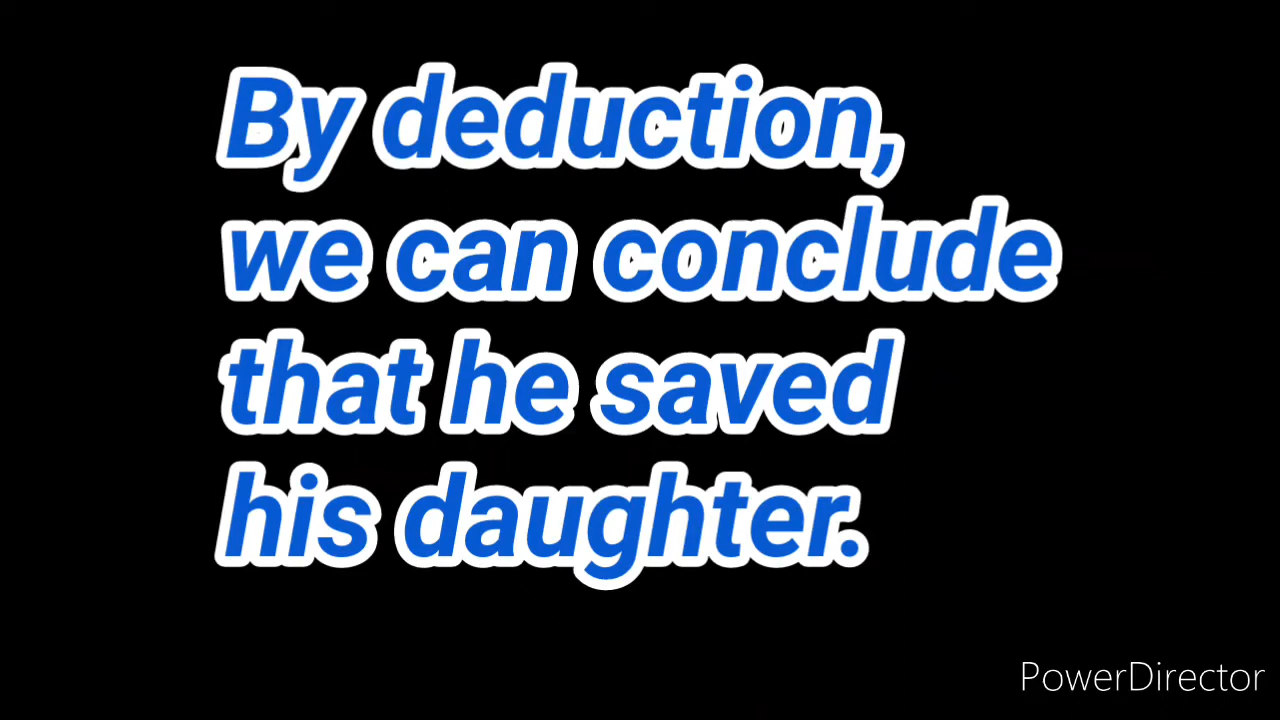 By deduction,
we can conclude
that he saved
his daughter.
PowerDirector